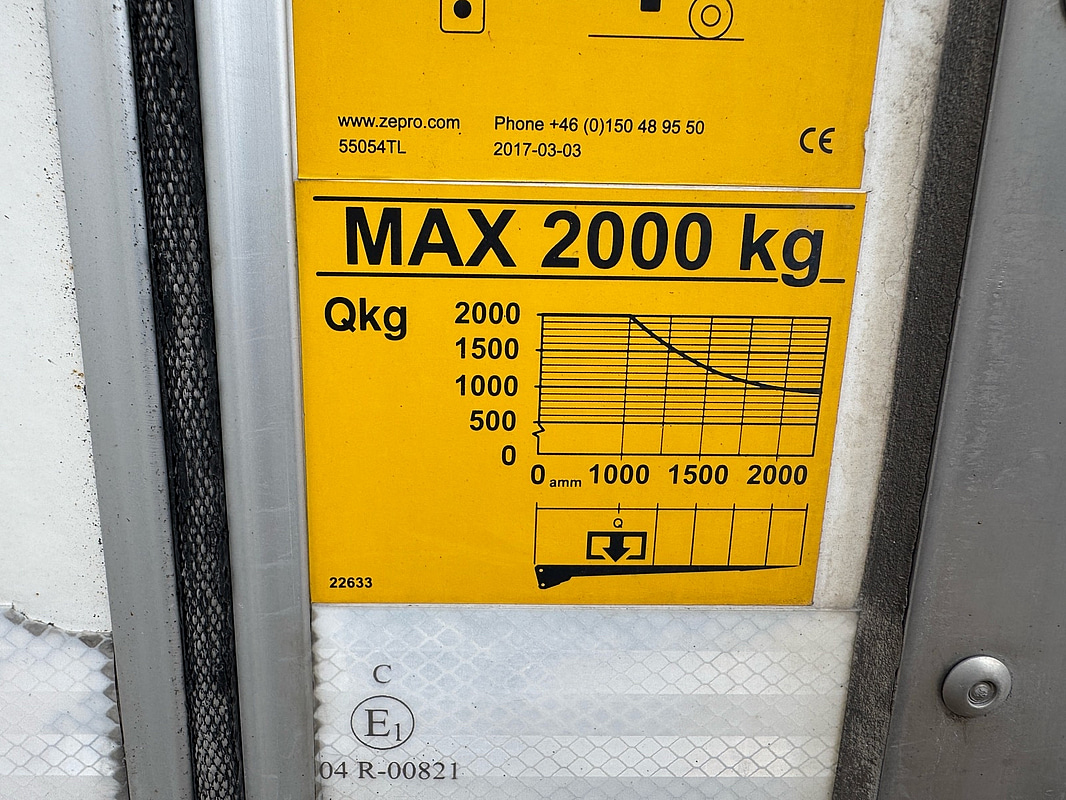 www.zepro.com Phone +46 (0)150 48 95 50
55054TL 2017-03-03
CE
MAX 2000 kg
Qkg
2000
1500
1000
500
0
0 amm 1000 1500 2000
Q
22633
C
E1
04 R-00821